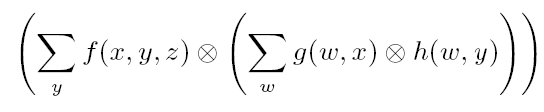 (∑_y f(x, y, z) ⊗ (∑_w g(w, x) ⊗ h(w, y)))